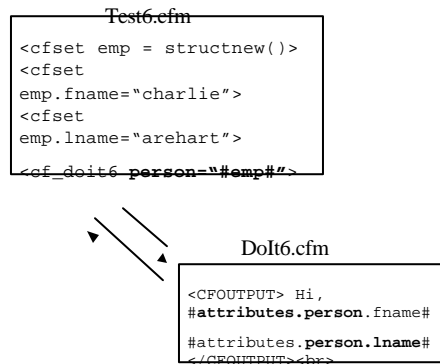 Test6.cfm
<cfset emp = structnew()>
<cfset
emp.fname=“charlie”>
<cfset
emp.lname=“arehart”>
<cf_doit6 person=“#emp#”>
DoIt6.cfm
<CFOUTPUT> Hi,
#attributes.person.fname#
#attributes.person.lname#
</CFOUTPUT><br>